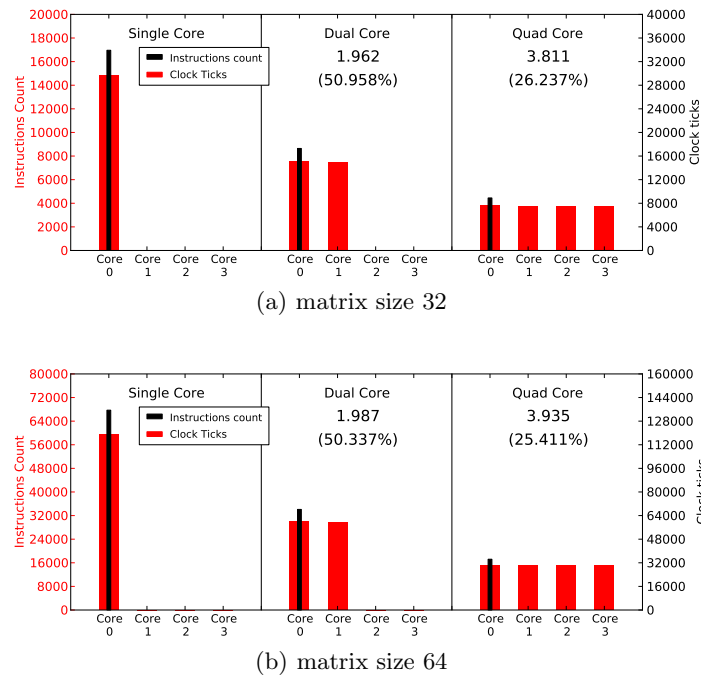 Single Core
Dual Core
Quad Core
Instructions count
Clock Ticks
1.962
(50.958%)
3.811
(26.237%)
Instructions Count
20000
18000
16000
14000
12000
10000
8000
6000
4000
2000
0
40000
36000
32000
28000
24000
20000
16000
12000
8000
4000
0
Clock ticks
Core 0
Core 1
Core 2
Core 3
Core 0
Core 1
Core 2
Core 3
Core 0
Core 1
Core 2
Core 3
(a) matrix size 32
Single Core
Dual Core
Quad Core
Instructions count
Clock Ticks
1.987
(50.337%)
3.935
(25.411%)
Instructions Count
80000
72000
64000
56000
48000
40000
32000
24000
16000
8000
0
160000
144000
128000
112000
96000
80000
64000
48000
32000
16000
0
Clock ticks
Core 0
Core 1
Core 2
Core 3
Core 0
Core 1
Core 2
Core 3
Core 0
Core 1
Core 2
Core 3
(b) matrix size 64